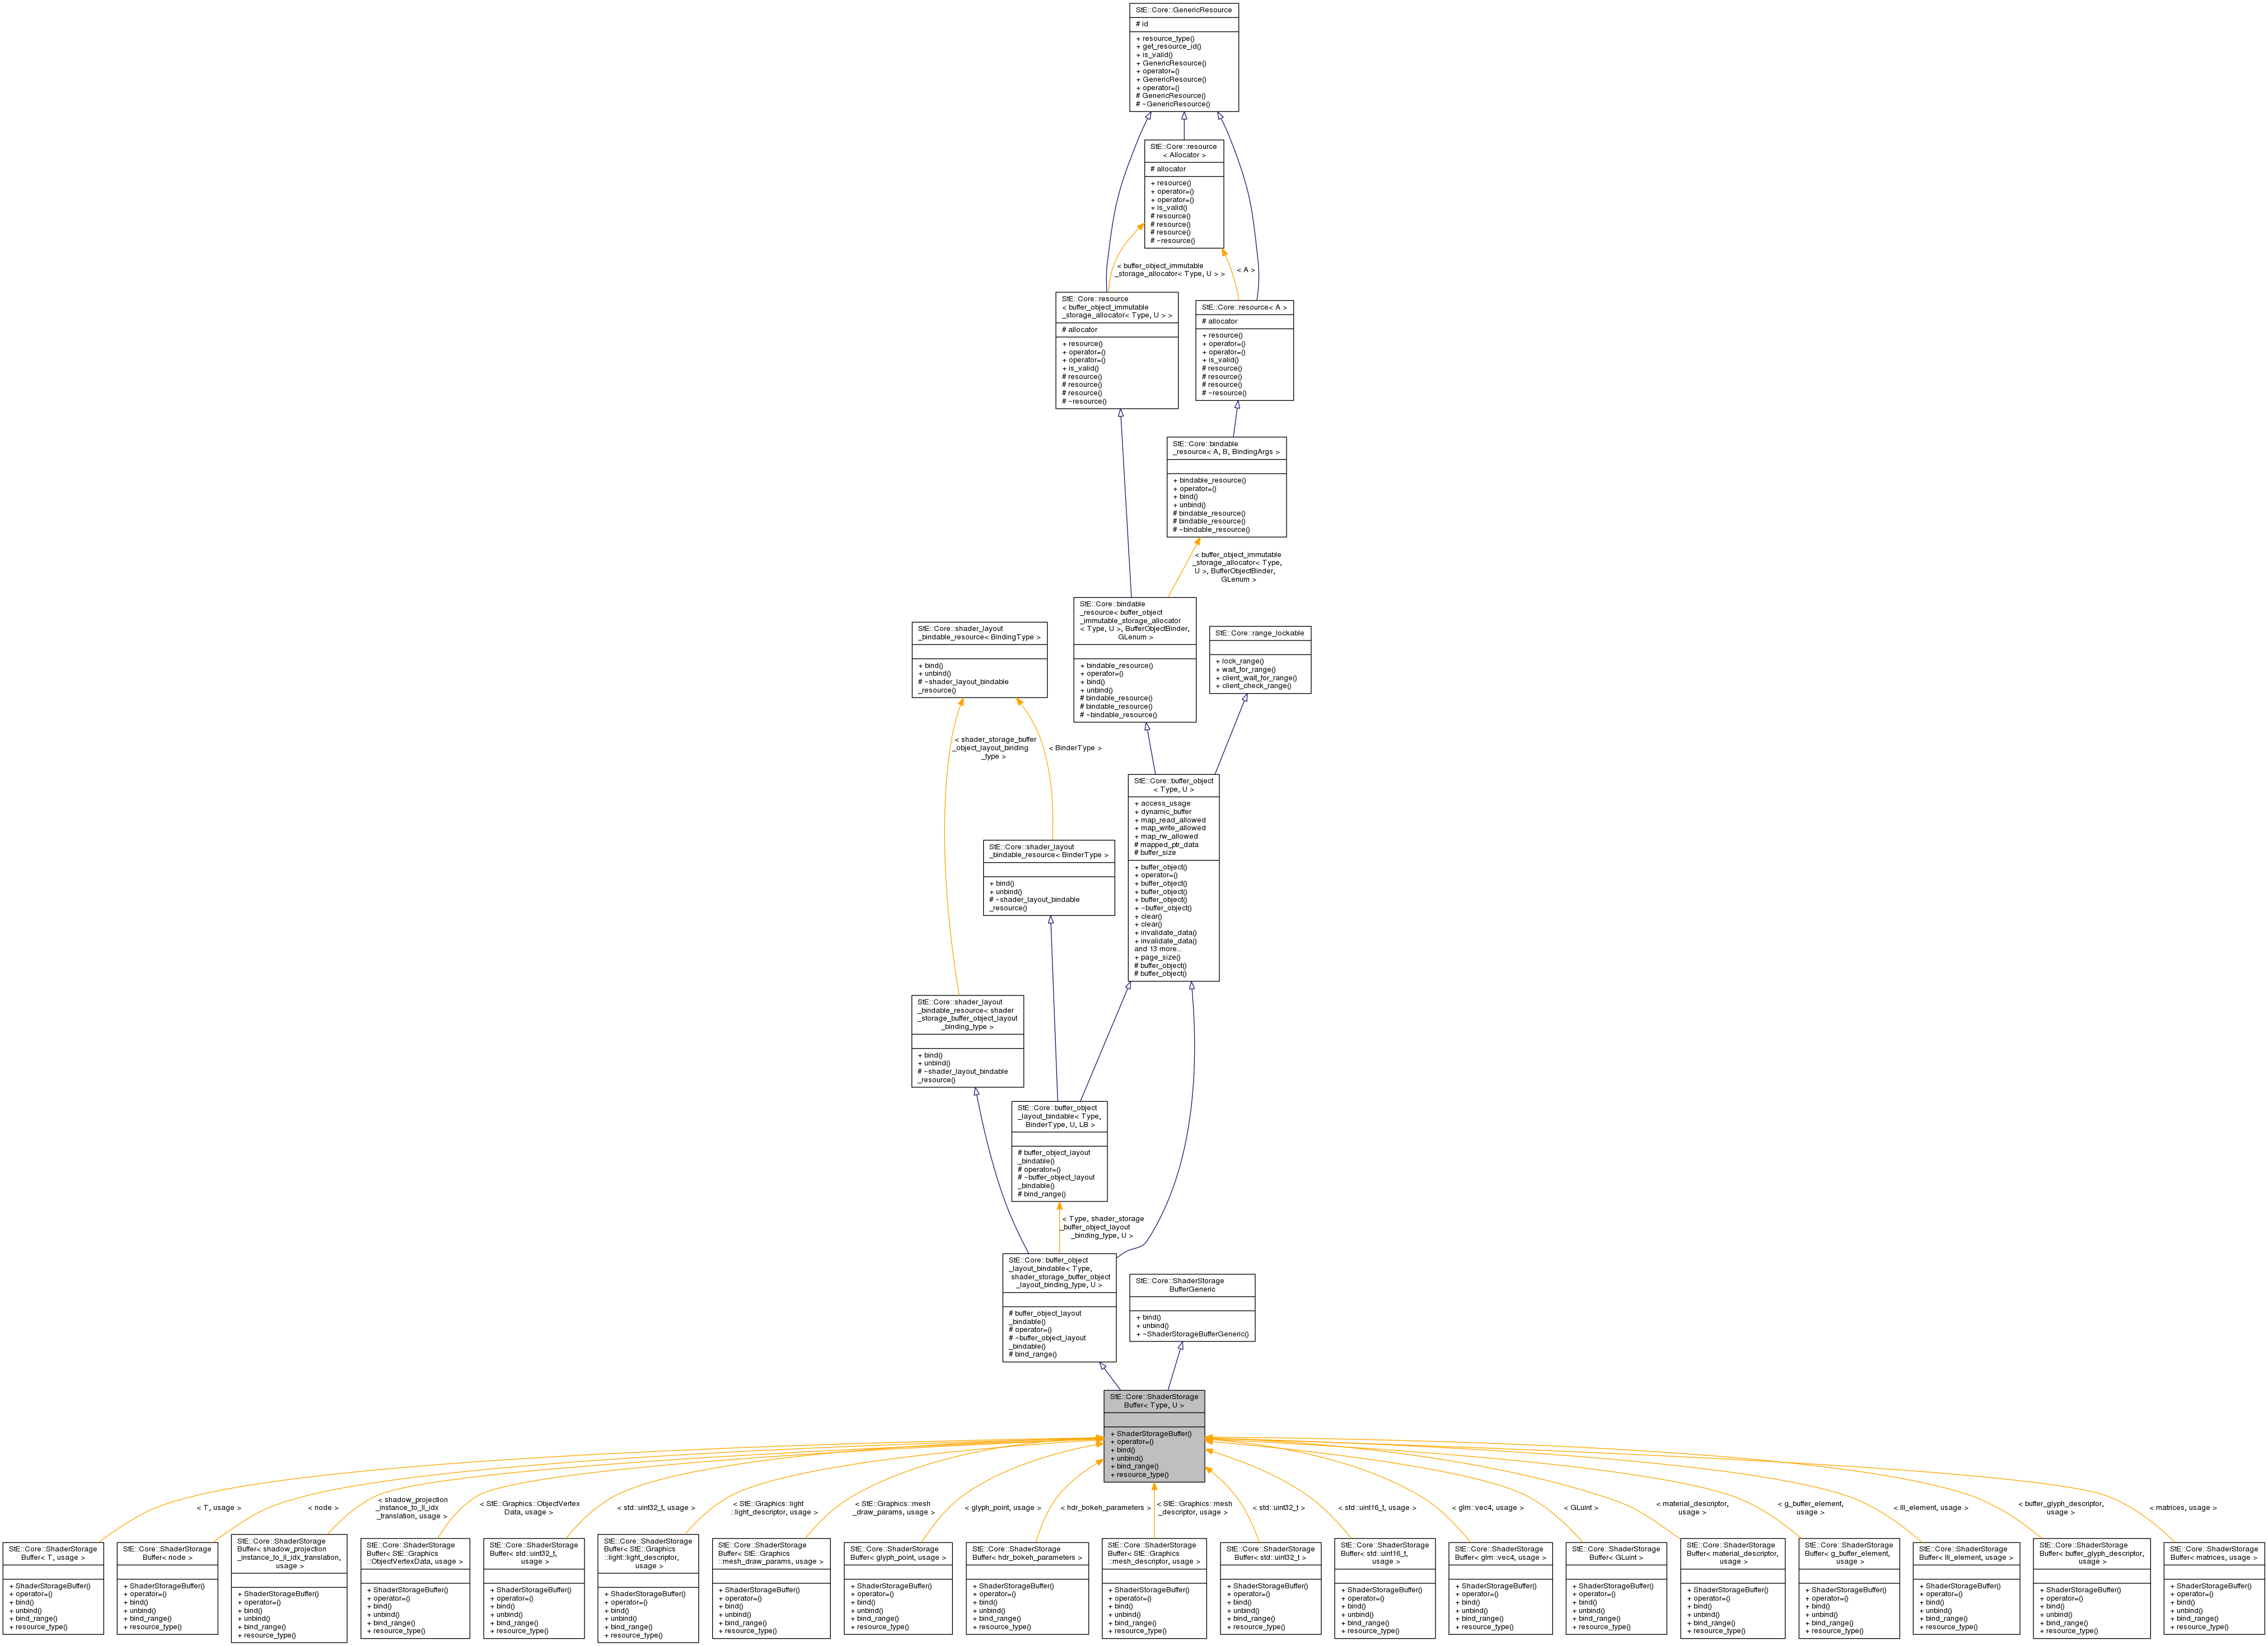 StE::Core::GenericResource
# id
+ resource_type()
+ get_resource_id()
+ is_valid()
+ GenericResource()
+ operator=()
+ GenericResource()
+ operator=()
# GenericResource()
# ~GenericResource()
StE::Core::resource
< Allocator >
# allocator
+ resource()
+ operator=()
+ operator=()
+ is_valid()
# resource()
# resource()
# resource()
# ~resource()
< buffer_object_immutable
_storage_allocator< Type, U > >
< A >
StE::Core::resource
< buffer_object_immutable
_storage_allocator< Type, U > >
# allocator
+ resource()
+ operator=()
+ operator=()
+ is_valid()
# resource()
# resource()
# resource()
# ~resource()
StE::Core::resource< A >
# allocator
+ resource()
+ operator=()
+ operator=()
+ is_valid()
# resource()
# resource()
# resource()
# ~resource()
StE::Core::bindable
_resource< A, B, BindingArgs >
+ bindable_resource()
+ operator=()
+ bind()
+ unbind()
# bindable_resource()
# bindable_resource()
# ~bindable_resource()
< buffer_object_immutable
_storage_allocator< Type,
U >, BufferObjectBinder,
GLenum >
StE::Core::shader_layout
_bindable_resource< BindingType >
+ bind()
+ unbind()
# ~shader_layout_bindable
_resource()
StE::Core::bindable
_resource< buffer_object
_immutable_storage_allocator
< Type, U >, BufferObjectBinder,
GLenum >
+ bindable_resource()
+ operator=()
+ bind()
+ unbind()
# bindable_resource()
# bindable_resource()
# ~bindable_resource()
StE::Core::range_lockable
+ lock_range()
+ wait_for_range()
+ client_wait_for_range()
+ client_check_range()
< shader_storage_buffer
_object_layout_binding
_type >
< BinderType >
StE::Core::buffer_object
< Type, U >
+ access_usage
+ dynamic_buffer
+ map_read_allowed
+ map_write_allowed
+ map_rw_allowed
# mapped_ptr_data
# buffer_size
+ buffer_object()
+ operator=()
+ buffer_object()
+ buffer_object()
+ buffer_object()
+ ~buffer_object()
+ clear()
+ clear()
+ invalidate_data()
+ invalidate_data()
and 13 more...
+ page_size()
# buffer_object()
# buffer_object()
StE::Core::shader_layout
_bindable_resource< BinderType >
+ bind()
+ unbind()
# ~shader_layout_bindable
_resource()
StE::Core::shader_layout
_bindable_resource< shader
_storage_buffer_object_layout
_binding_type >
+ bind()
+ unbind()
# ~shader_layout_bindable
_resource()
StE::Core::buffer_object
_layout_bindable< Type,
BinderType, U, LB >
# buffer_object_layout
_bindable()
# operator=()
# ~buffer_object_layout
_bindable()
# bind_range()
< Type, shader_storage
_buffer_object_layout
_binding_type, U >
StE::Core::buffer_object
_layout_bindable< Type,
shader_storage_buffer_object
_layout_binding_type, U >
# buffer_object_layout
_bindable()
# operator=()
# ~buffer_object_layout
_bindable()
# bind_range()
StE::Core::ShaderStorage
BufferGeneric
+ bind()
+ unbind()
+ ~ShaderStorageBufferGeneric()
StE::Core::ShaderStorage
Buffer< Type, U >
+ ShaderStorageBuffer()
+ operator=()
+ bind()
+ unbind()
+ bind_range()
+ resource_type()
< T, usage >
< node >
< shadow_projection
_instance_to_ll_idx
_translation, usage >
< StE::Graphics::ObjectVertex
Data, usage >
< std::uint32_t, usage >
< StE::Graphics::light
::light_descriptor, usage >
< StE::Graphics::mesh
_draw_params, usage >
< glyph_point, usage >
< hdr_bokeh_parameters >
< StE::Graphics::mesh
_descriptor, usage >
< std::uint32_t >
< std::uint16_t, usage >
< glm::vec4, usage >
< GLuint >
< material_descriptor,
usage >
< g_buffer_element,
usage >
< lll_element, usage >
< buffer_glyph_descriptor,
usage >
< matrices, usage >
StE::Core::ShaderStorage
Buffer< T, usage >
+ ShaderStorageBuffer()
+ operator=()
+ bind()
+ unbind()
+ bind_range()
+ resource_type()
StE::Core::ShaderStorage
Buffer< node >
+ ShaderStorageBuffer()
+ operator=()
+ bind()
+ unbind()
+ bind_range()
+ resource_type()
StE::Core::ShaderStorage
Buffer< shadow_projection
_instance_to_ll_idx_translation,
usage >
+ ShaderStorageBuffer()
+ operator=()
+ bind()
+ unbind()
+ bind_range()
+ resource_type()
StE::Core::ShaderStorage
Buffer< StE::Graphics
::ObjectVertexData, usage >
+ ShaderStorageBuffer()
+ operator=()
+ bind()
+ unbind()
+ bind_range()
+ resource_type()
StE::Core::ShaderStorage
Buffer< std::uint32_t,
usage >
+ ShaderStorageBuffer()
+ operator=()
+ bind()
+ unbind()
+ bind_range()
+ resource_type()
StE::Core::ShaderStorage
Buffer< StE::Graphics
::light::light_descriptor,
usage >
+ ShaderStorageBuffer()
+ operator=()
+ bind()
+ unbind()
+ bind_range()
+ resource_type()
StE::Core::ShaderStorage
Buffer< StE::Graphics
::mesh_draw_params, usage >
+ ShaderStorageBuffer()
+ operator=()
+ bind()
+ unbind()
+ bind_range()
+ resource_type()
StE::Core::ShaderStorage
Buffer< glyph_point, usage >
+ ShaderStorageBuffer()
+ operator=()
+ bind()
+ unbind()
+ bind_range()
+ resource_type()
StE::Core::ShaderStorage
Buffer< hdr_bokeh_parameters >
+ ShaderStorageBuffer()
+ operator=()
+ bind()
+ unbind()
+ bind_range()
+ resource_type()
StE::Core::ShaderStorage
Buffer< StE::Graphics
::mesh_descriptor, usage >
+ ShaderStorageBuffer()
+ operator=()
+ bind()
+ unbind()
+ bind_range()
+ resource_type()
StE::Core::ShaderStorage
Buffer< std::uint32_t >
+ ShaderStorageBuffer()
+ operator=()
+ bind()
+ unbind()
+ bind_range()
+ resource_type()
StE::Core::ShaderStorage
Buffer< std::uint16_t,
usage >
+ ShaderStorageBuffer()
+ operator=()
+ bind()
+ unbind()
+ bind_range()
+ resource_type()
StE::Core::ShaderStorage
Buffer< glm::vec4, usage >
+ ShaderStorageBuffer()
+ operator=()
+ bind()
+ unbind()
+ bind_range()
+ resource_type()
StE::Core::ShaderStorage
Buffer< GLuint >
+ ShaderStorageBuffer()
+ operator=()
+ bind()
+ unbind()
+ bind_range()
+ resource_type()
StE::Core::ShaderStorage
Buffer< material_descriptor,
usage >
+ ShaderStorageBuffer()
+ operator=()
+ bind()
+ unbind()
+ bind_range()
+ resource_type()
StE::Core::ShaderStorage
Buffer< g_buffer_element,
usage >
+ ShaderStorageBuffer()
+ operator=()
+ bind()
+ unbind()
+ bind_range()
+ resource_type()
StE::Core::ShaderStorage
Buffer< lll_element, usage >
+ ShaderStorageBuffer()
+ operator=()
+ bind()
+ unbind()
+ bind_range()
+ resource_type()
StE::Core::ShaderStorage
Buffer< buffer_glyph_descriptor,
usage >
+ ShaderStorageBuffer()
+ operator=()
+ bind()
+ unbind()
+ bind_range()
+ resource_type()
StE::Core::ShaderStorage
Buffer< matrices, usage >
+ ShaderStorageBuffer()
+ operator=()
+ bind()
+ unbind()
+ bind_range()
+ resource_type()